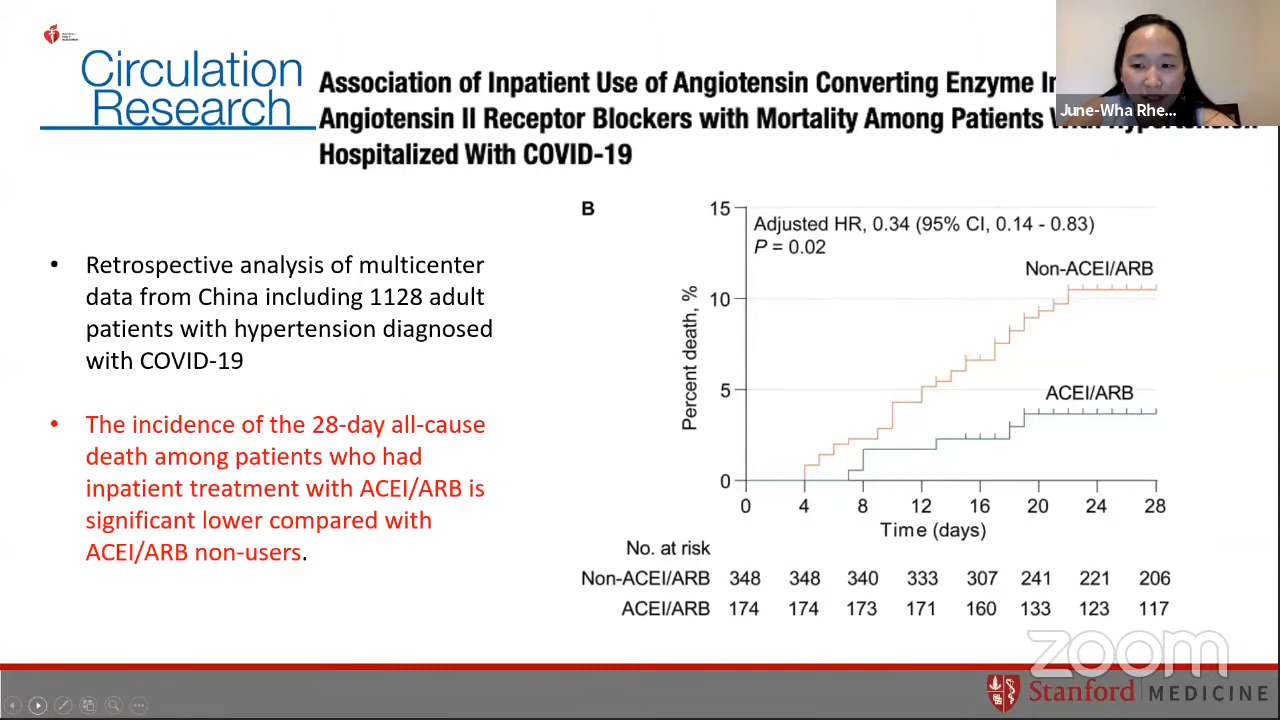 Circulation
Research
Association of Inpatient Use of Angiotensin Converting Enzyme In
Angiotensin II Receptor Blockers with Mortality Among Patients With Hypertension
Hospitalized With COVID-19
June-Wha Rhe...
B
Adjusted HR, 0.34 (95% CI, 0.14 - 0.83)
P = 0.02
Non-ACEI/ARB
ACEI/ARB
Percent death, %
15
10
5
0
0 4 8 12 16 20 24 28
Time (days)
No. at risk
Non-ACEI/ARB 348 348 340 333 307 241 221 206
ACEI/ARB 174 174 173 171 160 133 123 117
• Retrospective analysis of multicenter
data from China including 1128 adult
patients with hypertension diagnosed
with COVID-19
• The incidence of the 28-day all-cause
death among patients who had
inpatient treatment with ACEI/ARB is
significant lower compared with
ACEI/ARB non-users.
zoom
Stanford MEDICINE